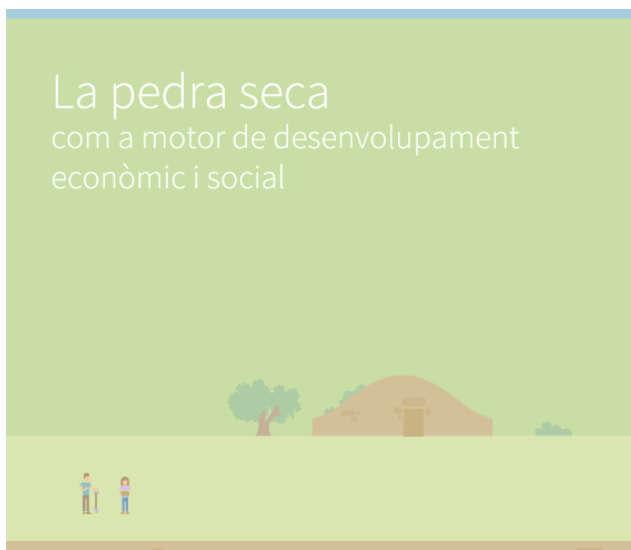 La pedra seca
com a motor de desenvolupament
econòmic i social